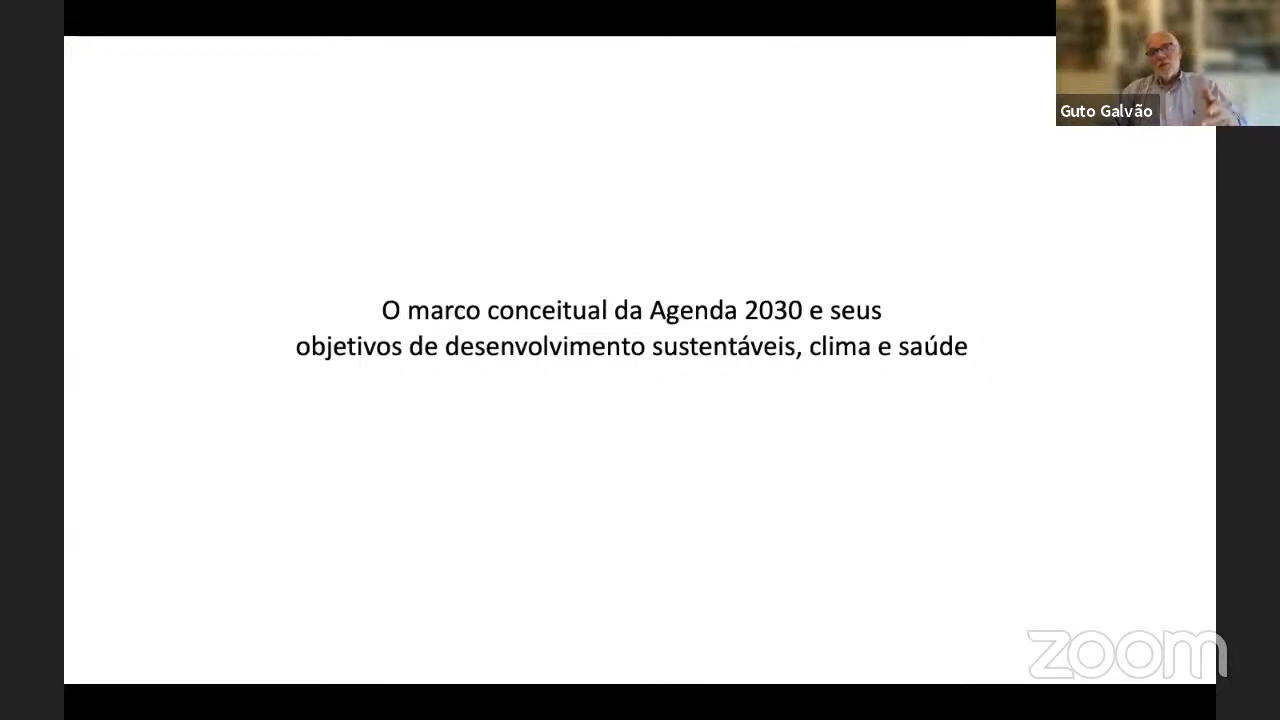 Guto Galvão
O marco conceitual da Agenda 2030 e seus
objetivos de desenvolvimento sustentáveis, clima e saúde
zoom